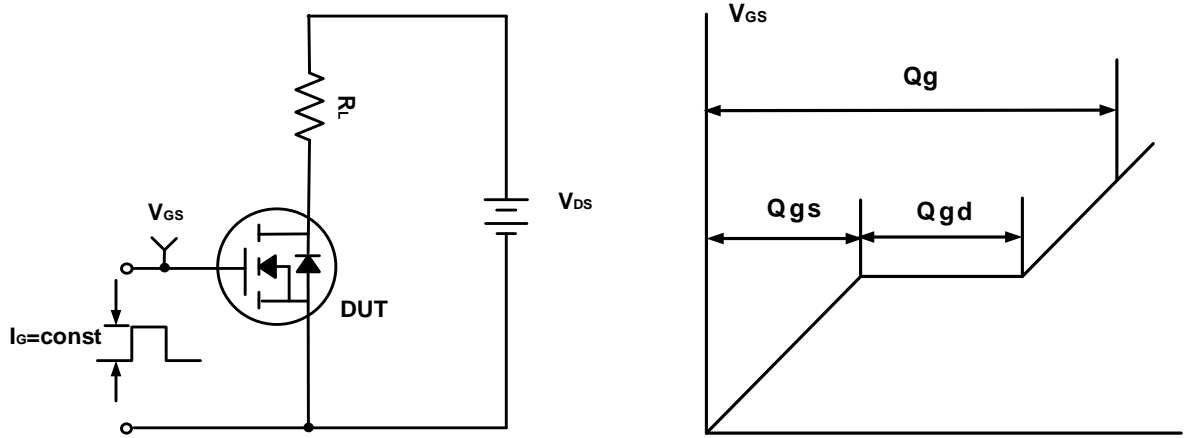 RL
VGS
VDS
DUT
IG=const
VGS
Qg
Qgs
Qgd